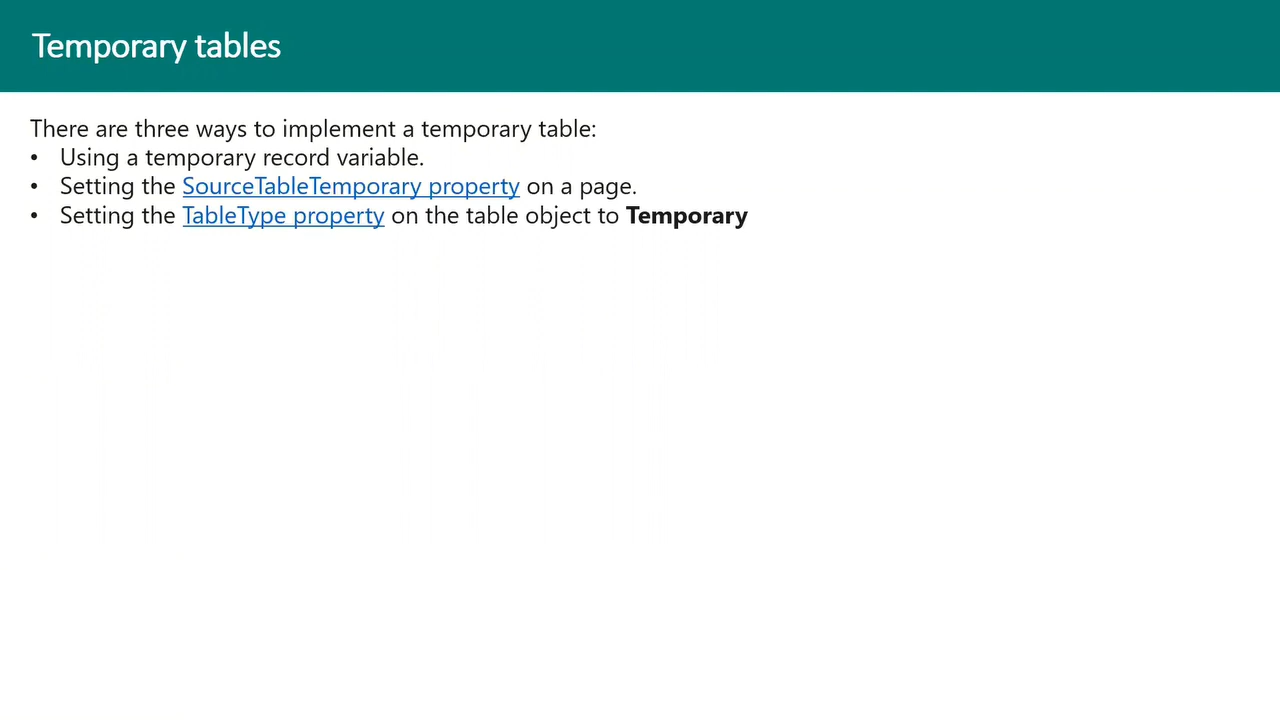 Temporary tables
There are three ways to implement a temporary table:
• Using a temporary record variable.
• Setting the SourceTableTemporary property on a page.
• Setting the TableType property on the table object to Temporary